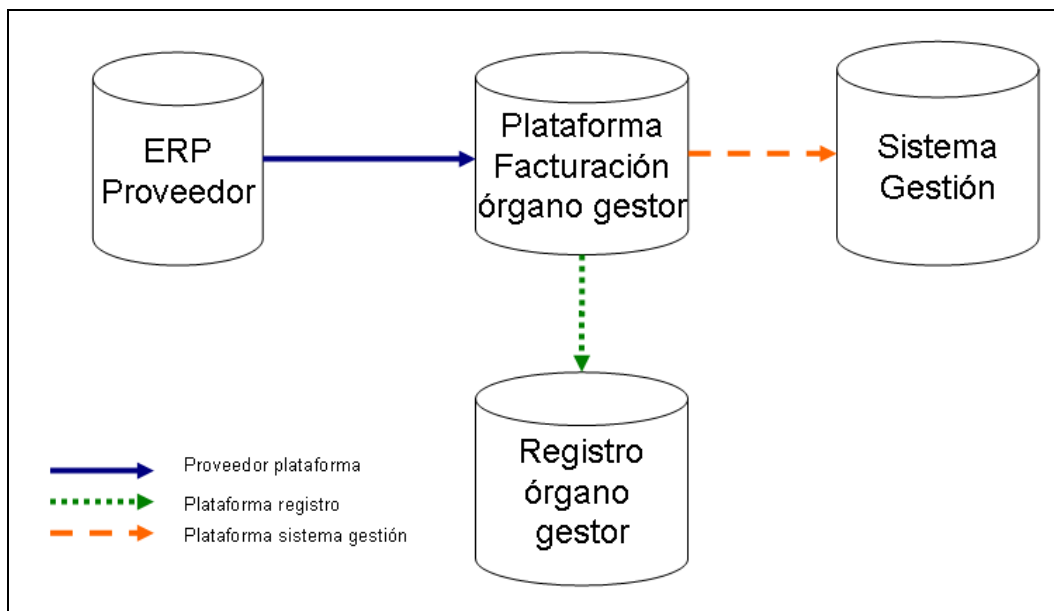 ERP
Proveedor
Plataforma
Facturación
órgano gestor
Sistema
Gestión
Registro
órgano
gestor
Proveedor plataforma
Plataforma registro
Plataforma sistema gestión